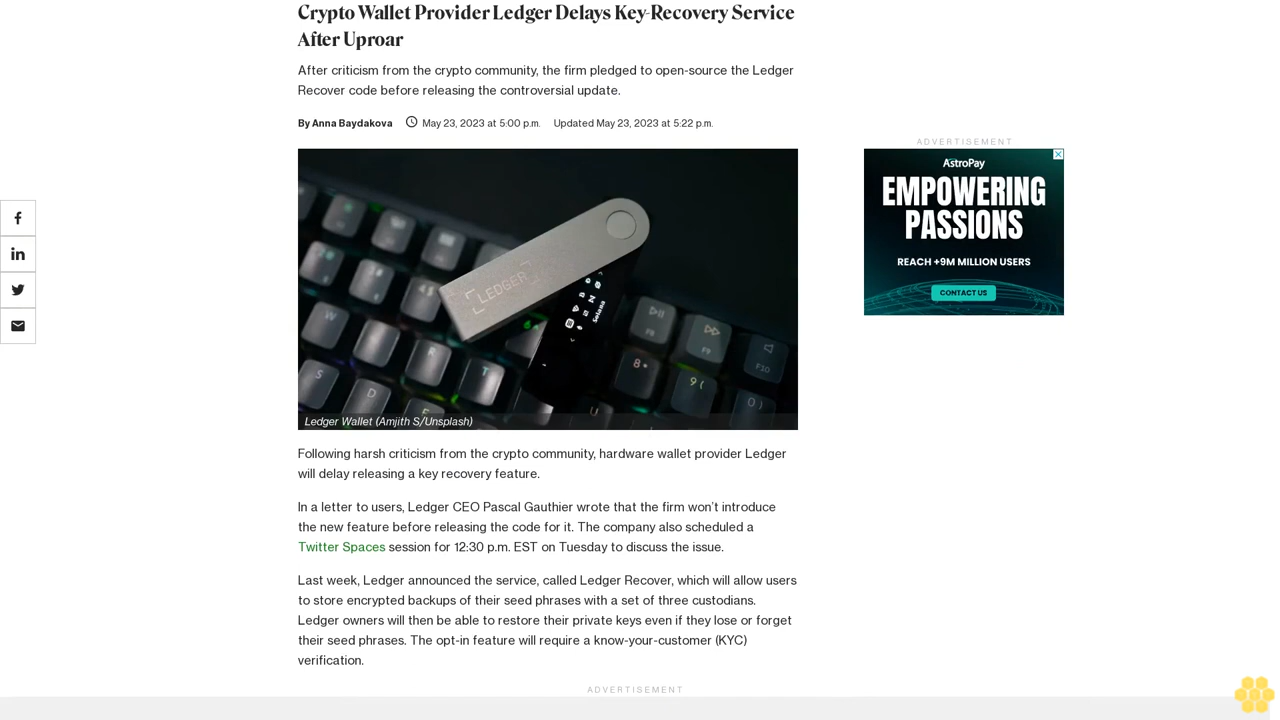 Crypto Wallet Provider Ledger Delays Key-Recovery Service
After Uproar
After criticism from the crypto community, the firm pledged to open-source the Ledger
Recover code before releasing the controversial update.
By Anna Baydakova May 23, 2023 at 5:00 p.m. Updated May 23, 2023 at 5:22 p.m.
ADVERTISEMENT
AstroPay
EMPOWERING
PASSIONS
REACH +9M MILLION USERS
CONTACT US
f
in
LEDGER
Solana
F9
F10
8*
9 (
0 )
W
R
T
S
D
U
Ledger Wallet (Amjith S/Unsplash)
Following harsh criticism from the crypto community, hardware wallet provider Ledger
will delay releasing a key recovery feature.
In a letter to users, Ledger CEO Pascal Gauthier wrote that the firm won’t introduce
the new feature before releasing the code for it. The company also scheduled a
Twitter Spaces session for 12:30 p.m. EST on Tuesday to discuss the issue.
Last week, Ledger announced the service, called Ledger Recover, which will allow users
to store encrypted backups of their seed phrases with a set of three custodians.
Ledger owners will then be able to restore their private keys even if they lose or forget
their seed phrases. The opt-in feature will require a know-your-customer (KYC)
verification.
ADVERTISEMENT